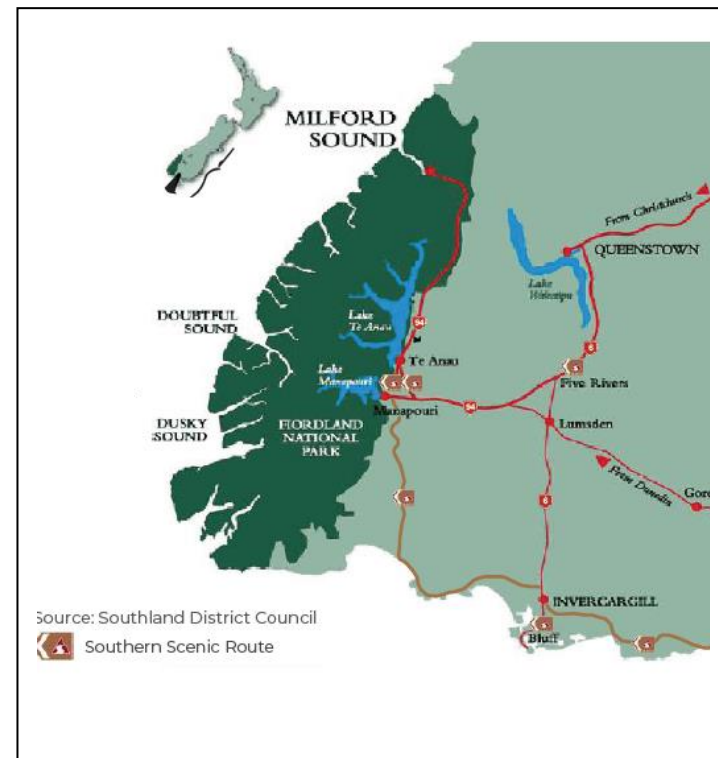 MILFORD
SOUND
From Christchurch
QUEENSTOWN
Lake
Wakatipu
DOUBTFUL
SOUND
Lake
Te Anau
94
6
Te Anau
Five Rivers
Lake
Manapouri
Manapouri
94
DUSKY
SOUND
FIORDLAND
NATIONAL
PARK
Lumsden
From Dunedin
Gore
6
INVERCARGILL
Bluff
Source: Southland District Council
Southern Scenic Route